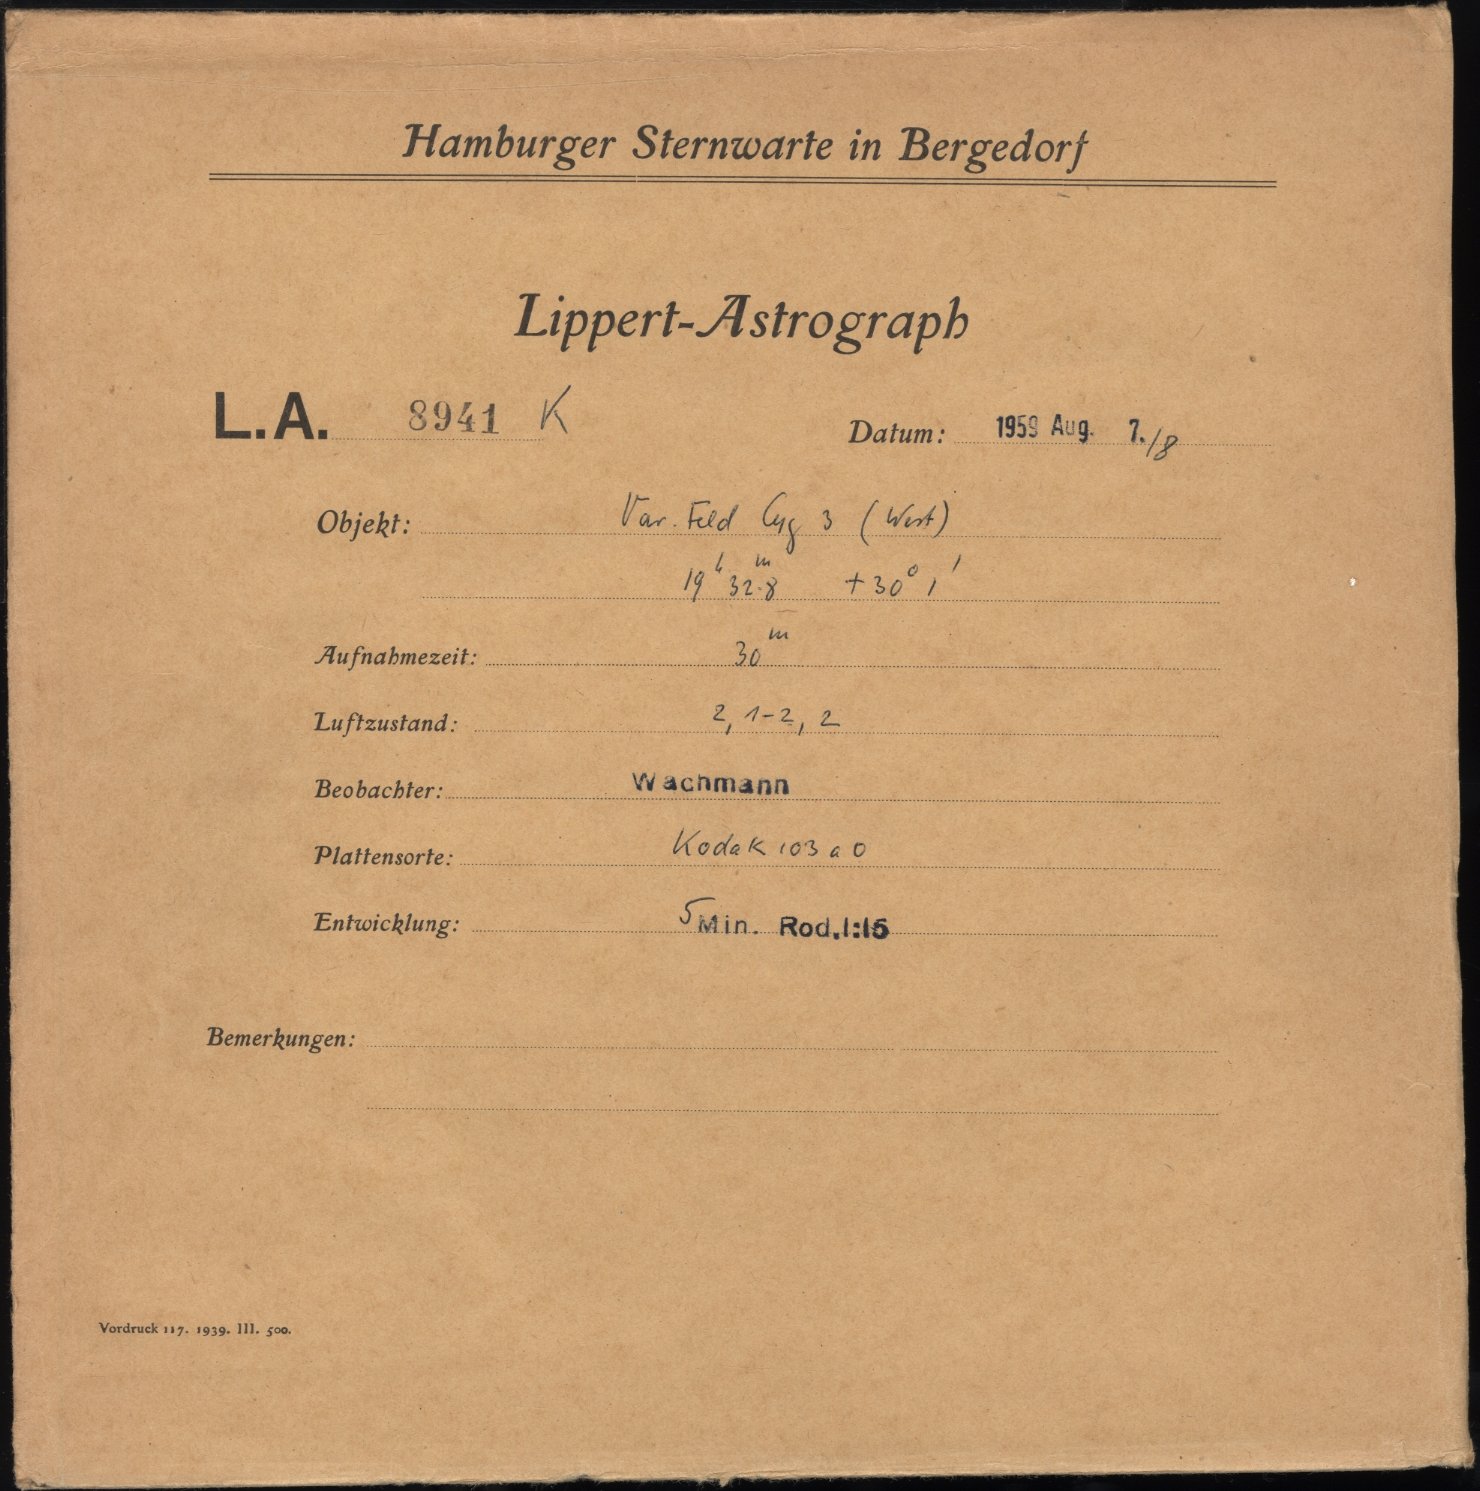 Hamburger Sternwarte in Bergedorf
Lippert-Astrograph
L.A. 8941 K
Datum: 1959 Aug. 7./8
Objekt: Var. Feld Cyg 3 (West)
19ʰ 32ᵐ.8 +30° 1'
Aufnahmezeit: 30ᵐ
Luftzustand: 2, 1-2, 2
Beobachter: Wachmann
Plattensorte: Kodak 103 a O
Entwicklung: 5 Min. Rod. 1:15
Bemerkungen:
Vordruck 117. 1939. III. 500.